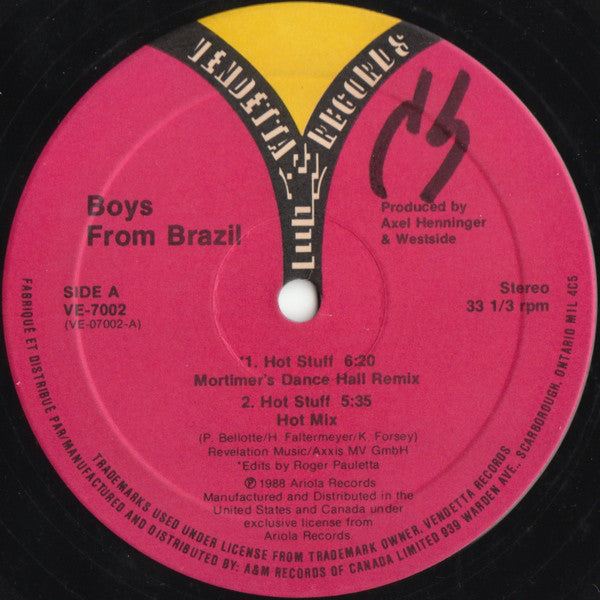 VENDETTA RECORDS
Boys
From Brazil
Produced by
Axel Henninger
& Westside
SIDE A
VE-7002
(VE-07002-A)
Stereo
33 1/3 rpm
*1. Hot Stuff 6:20
Mortimer's Dance Hall Remix
2. Hot Stuff 5:35
Hot Mix
(P. Bellotte/H. Faltermeyer/K. Forsey)
Revelation Music/Axxis MV GmbH
*Edits by Roger Pauletta
℗ 1988 Ariola Records
Manufactured and Distributed in the
United States and Canada under
exclusive license from
Ariola Records
TRADEMARKS USED UNDER LICENSE FROM TRADEMARK OWNER, VENDETTA RECORDS
FABRIQUÉ ET DISTRIBUÉ PAR/MANUFACTURED AND DISTRIBUTED BY: A&M RECORDS OF CANADA LIMITED 939 WARDEN AVE., SCARBOROUGH, ONTARIO M1L 4C5